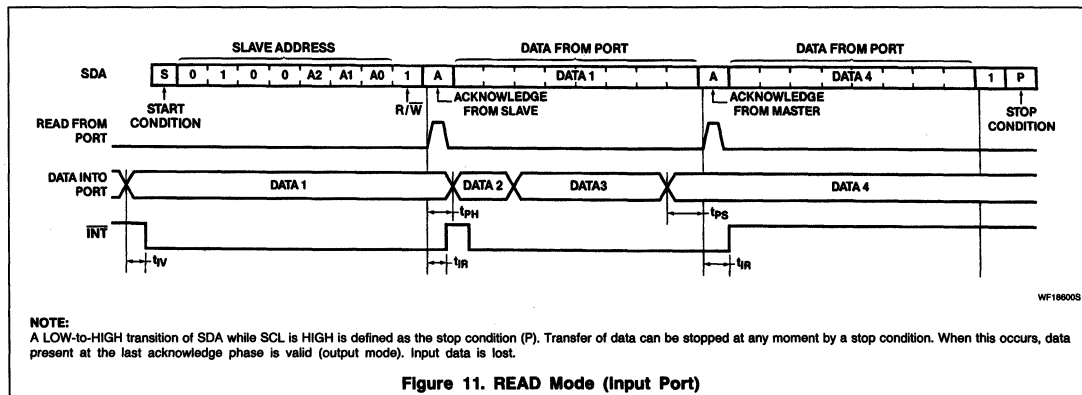 SLAVE ADDRESS DATA FROM PORT DATA FROM PORT
SDA S 0 1 0 0 A2 A1 A0 1 A DATA 1 A DATA 4 1 P
START CONDITION R/W ACKNOWLEDGE FROM SLAVE ACKNOWLEDGE FROM MASTER STOP CONDITION
READ FROM PORT
DATA INTO PORT DATA 1 DATA 2 DATA3 DATA 4
tPH tPS
INT
tIV tIR tIR
WF18600S
NOTE:
A LOW-to-HIGH transition of SDA while SCL is HIGH is defined as the stop condition (P). Transfer of data can be stopped at any moment by a stop condition. When this occurs, data
present at the last acknowledge phase is valid (output mode). Input data is lost.
Figure 11. READ Mode (Input Port)